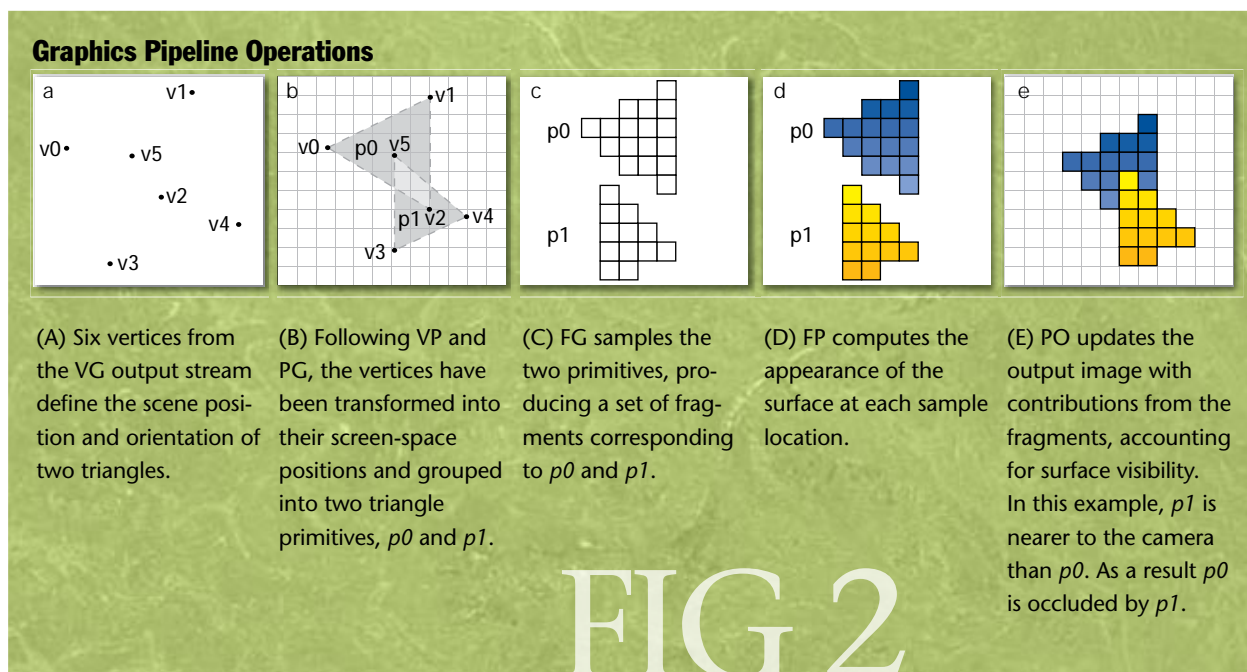 Graphics Pipeline Operations
a
v1
v0
v5
v2
v4
v3
b
v1
v0
p0
v5
p1
v2
v4
v3
c
p0
p1
d
p0
p1
e
(A) Six vertices from
the VG output stream
define the scene posi-
tion and orientation of
two triangles.
(B) Following VP and
PG, the vertices have
been transformed into
their screen-space
positions and grouped
into two triangle
primitives, p0 and p1.
(C) FG samples the
two primitives, pro-
ducing a set of frag-
ments corresponding
to p0 and p1.
(D) FP computes the
appearance of the
surface at each sample
location.
(E) PO updates the
output image with
contributions from the
fragments, accounting
for surface visibility.
In this example, p1 is
nearer to the camera
than p0. As a result p0
is occluded by p1.
FIG 2